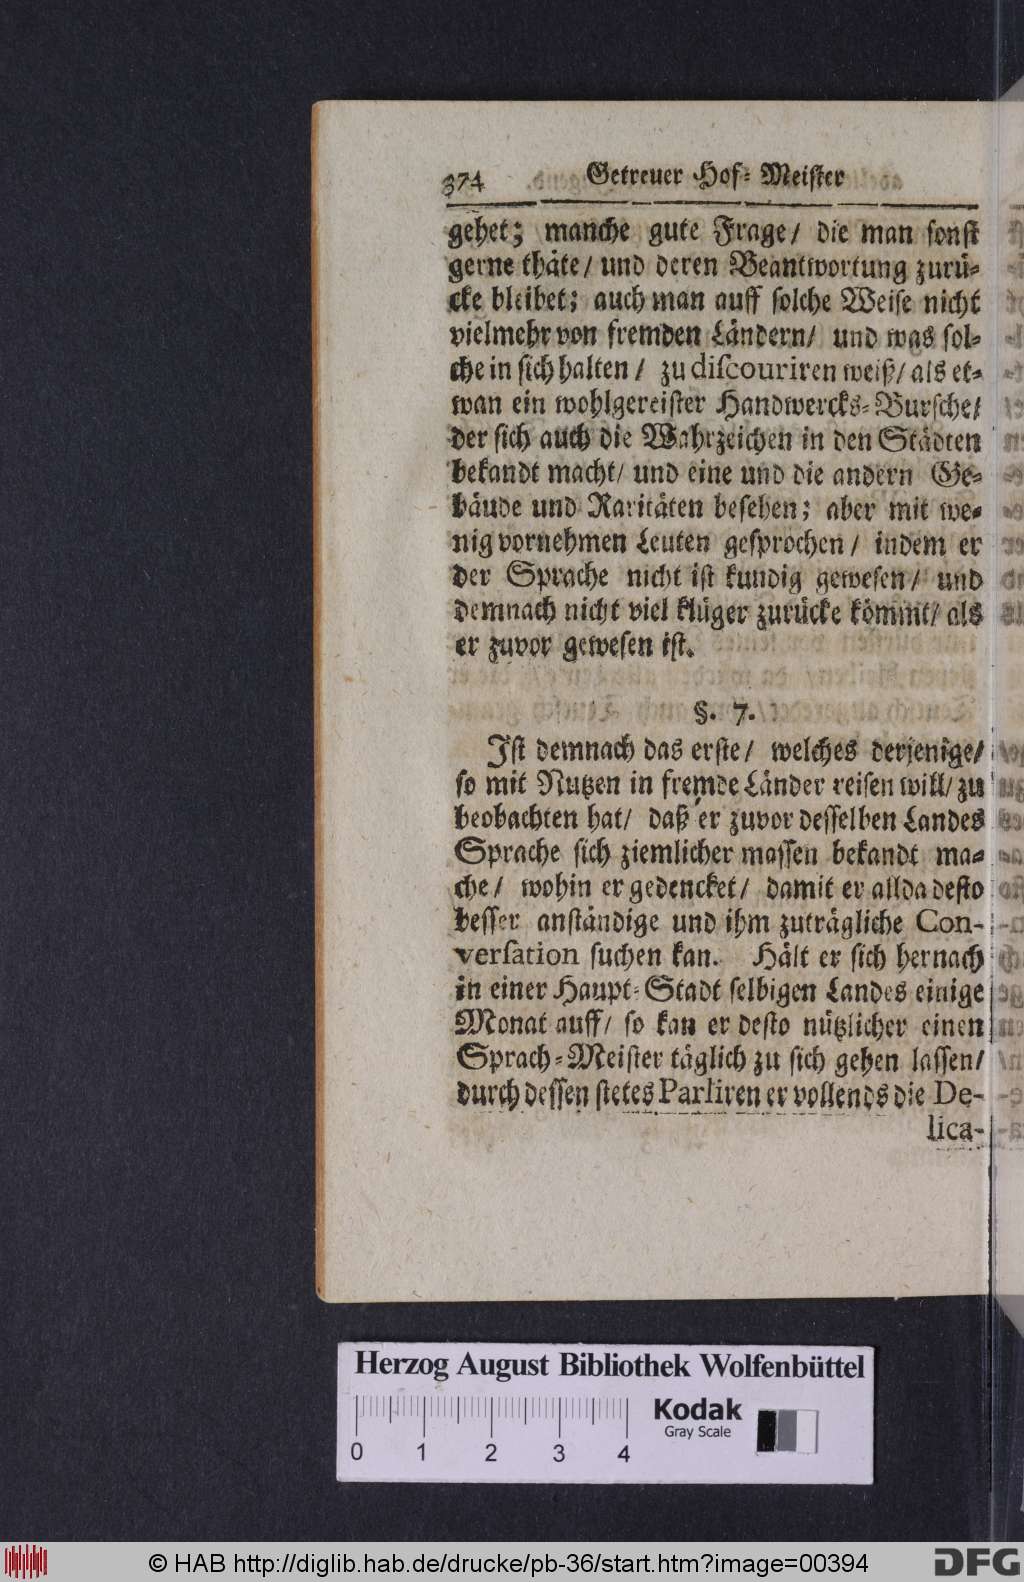 374 Getreuer Hof-Meister
gehet; manche gute Frage/ die man sonst
gerne thäte/ und deren Beantwortung zurü-
cke bleibet; auch man auff solche Weise nicht
vielmehr von fremden Ländern/ und was sol-
che in sich halten/ zu discouriren weiß/ als et-
wan ein wohlgereister Handwercks-Bursche/
der sich auch die Wahrzeichen in den Städten
bekandt macht/ und eine und die andern Ge-
bäude und Raritäten besehen; aber mit we-
nig vornehmen Leuten gesprochen/ indem er
der Sprache nicht ist kundig gewesen/ und
demnach nicht viel klüger zurücke kömmt/ als
er zuvor gewesen ist.
§. 7.
Ist demnach das erste/ welches derjenige/
so mit Nutzen in fremde Länder reisen will/ zu
beobachten hat/ daß er zuvor desselben Landes
Sprache sich ziemlicher massen bekandt ma-
che/ wohin er gedencket/ damit er allda desto
besser anständige und ihm zuträgliche Con-
versation suchen kan. Hält er sich hernach
in einer Haupt-Stadt selbigen Landes einige
Monat auff/ so kan er desto nützlicher einen
Sprach-Meister täglich zu sich gehen lassen/
durch dessen stetes Parliren er vollends die De-
lica-
Herzog August Bibliothek Wolfenbüttel
0 1 2 3 4
Kodak
Gray Scale
© HAB http://diglib.hab.de/drucke/pb-36/start.htm?image=00394
DFG